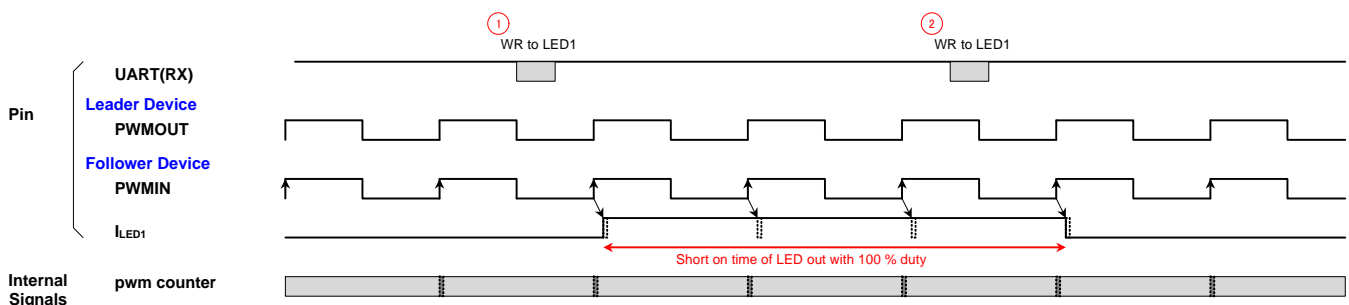 1 2
WR to LED1 WR to LED1
UART(RX)
Pin
Leader Device
PWMOUT
Follower Device
PWMIN
ILED1
Short on time of LED out with 100 % duty
Internal Signals
pwm counter